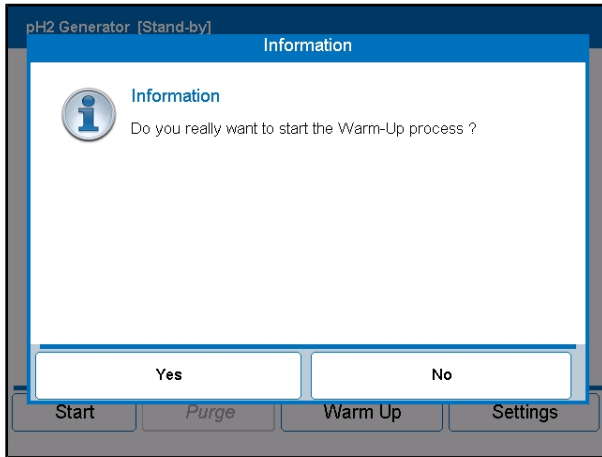 pH2 Generator [Stand-by]
Information
Information
Do you really want to start the Warm-Up process ?
Yes
No
Start
Purge
Warm Up
Settings